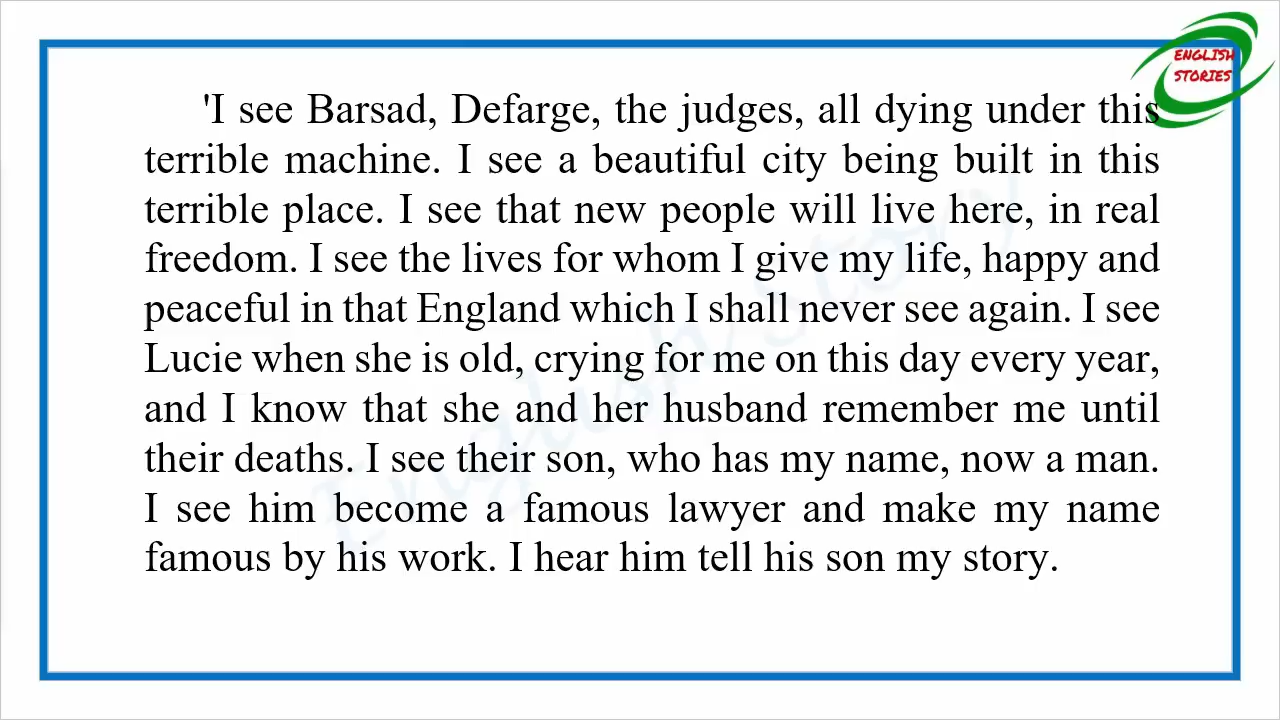 ENGLISH
STORIES
'I see Barsad, Defarge, the judges, all dying under this
terrible machine. I see a beautiful city being built in this
terrible place. I see that new people will live here, in real
freedom. I see the lives for whom I give my life, happy and
peaceful in that England which I shall never see again. I see
Lucie when she is old, crying for me on this day every year,
and I know that she and her husband remember me until
their deaths. I see their son, who has my name, now a man.
I see him become a famous lawyer and make my name
famous by his work. I hear him tell his son my story.
English Story